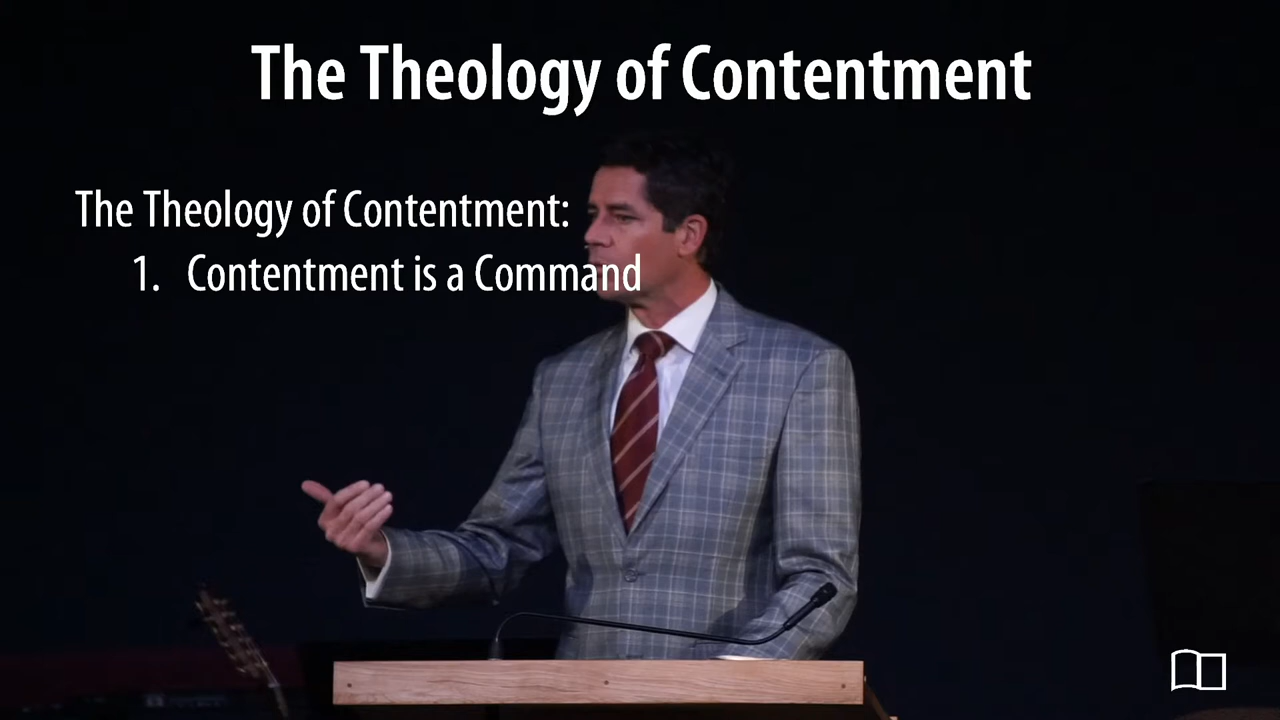 The Theology of Contentment
The Theology of Contentment:
1. Contentment is a Command